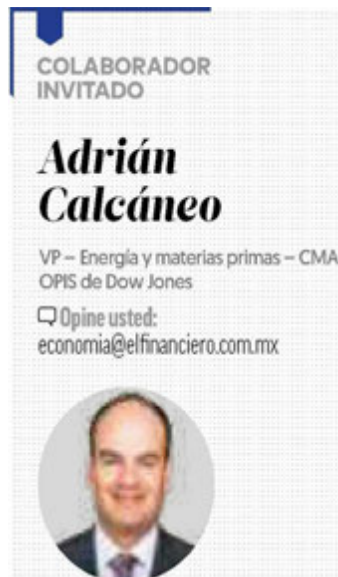 COLABORADOR
INVITADO
Adrián
Calcáneo
VP – Energía y materias primas – CMA
OPIS de Dow Jones
Opine usted:
economia@elfinanciero.com.mx